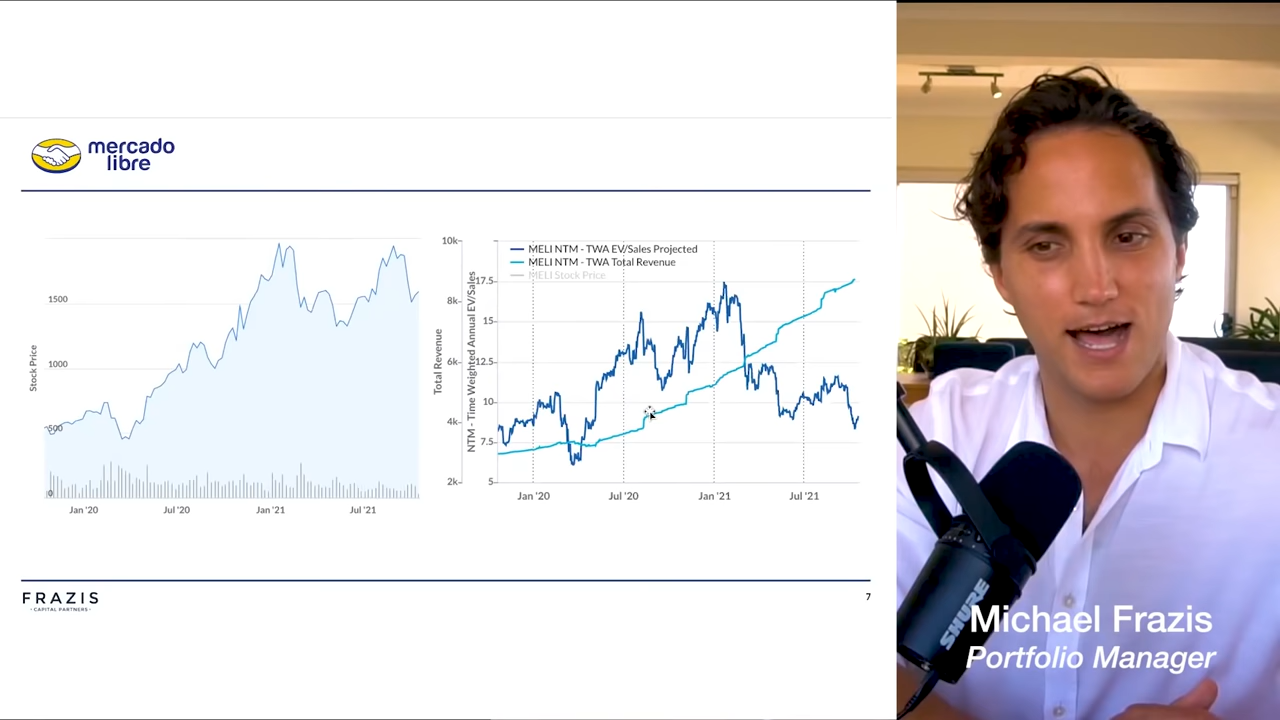 mercado
libre
Stock Price
1500
1000
500
0
Jan '20
Jul '20
Jan '21
Jul '21
Total Revenue
10k
8k
6k
4k
2k
NTM - Time Weighted Annual EV/Sales
17.5
15
12.5
10
7.5
5
MELI NTM - TWA EV/Sales Projected
MELI NTM - TWA Total Revenue
MELI Stock Price
Jan '20
Jul '20
Jan '21
Jul '21
FRAZIS
· CAPITAL PARTNERS ·
7
SHURE
Michael Frazis
Portfolio Manager